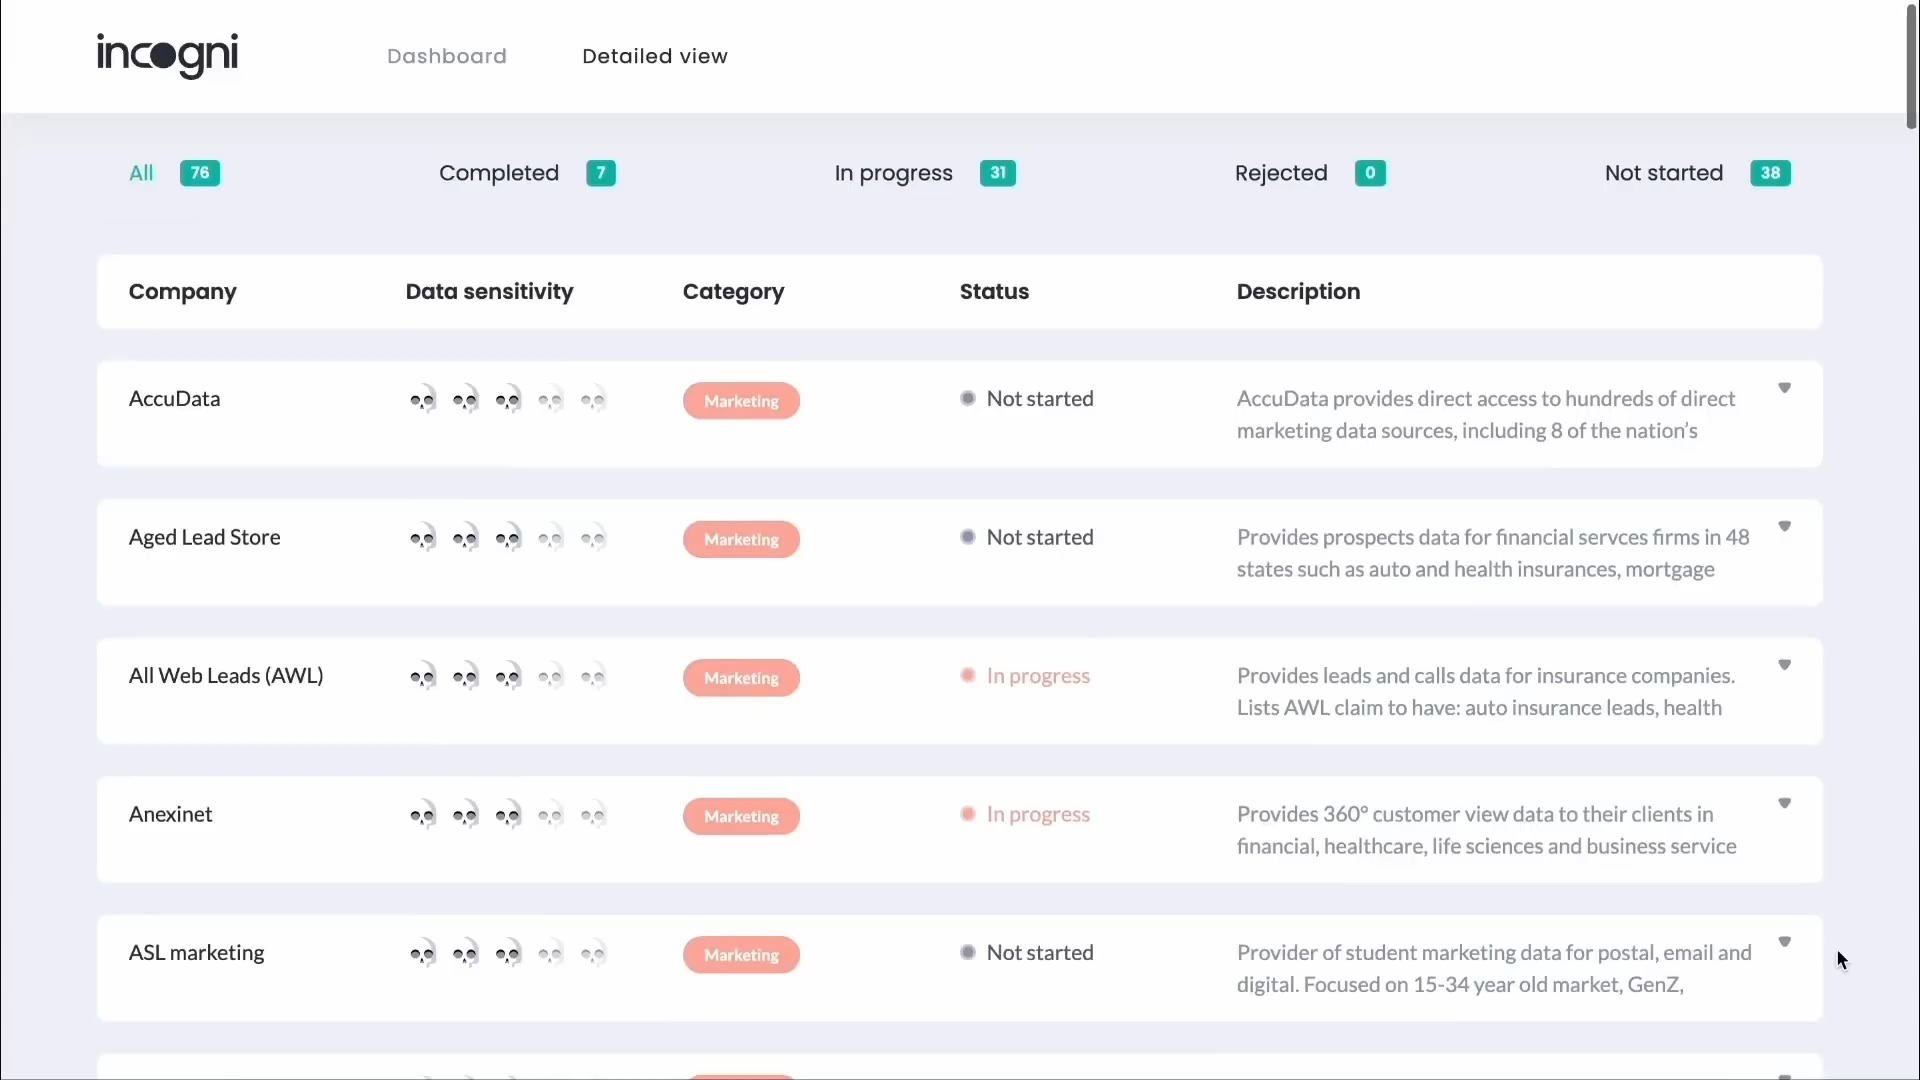 incogni
Dashboard
Detailed view
All 76
Completed 7
In progress 31
Rejected 0
Not started 38
Company Data sensitivity Category Status Description
AccuData Marketing Not started AccuData provides direct access to hundreds of direct
marketing data sources, including 8 of the nation’s
Aged Lead Store Marketing Not started Provides prospects data for financial servces firms in 48
states such as auto and health insurances, mortgage
All Web Leads (AWL) Marketing In progress Provides leads and calls data for insurance companies.
Lists AWL claim to have: auto insurance leads, health
Anexinet Marketing In progress Provides 360° customer view data to their clients in
financial, healthcare, life sciences and business service
ASL marketing Marketing Not started Provider of student marketing data for postal, email and
digital. Focused on 15-34 year old market, GenZ,